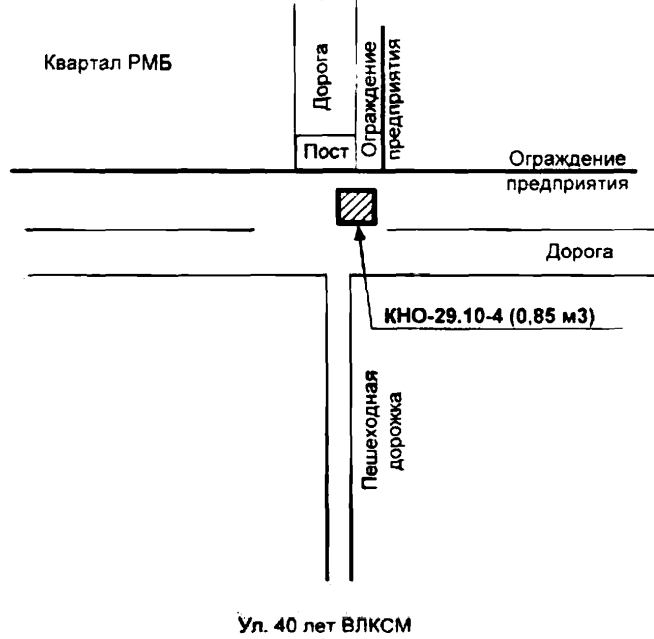 Квартал РМБ
Дорога
Ограждение
предприятия
Пост
Ограждение
предприятия
Дорога
КНО-29.10-4 (0,85 м3)
Пешеходная
дорожка
Ул. 40 лет ВЛКСМ